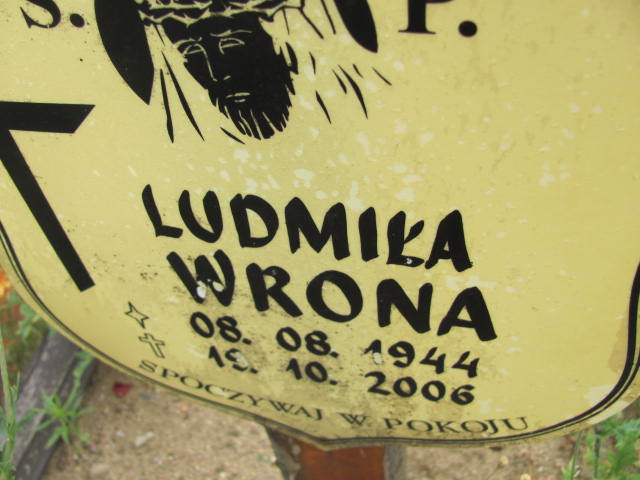 Ś. P.
LUDMIŁA
WRONA
08. 08. 1944
19. 10. 2006
SPOCZYWAJ W POKOJU